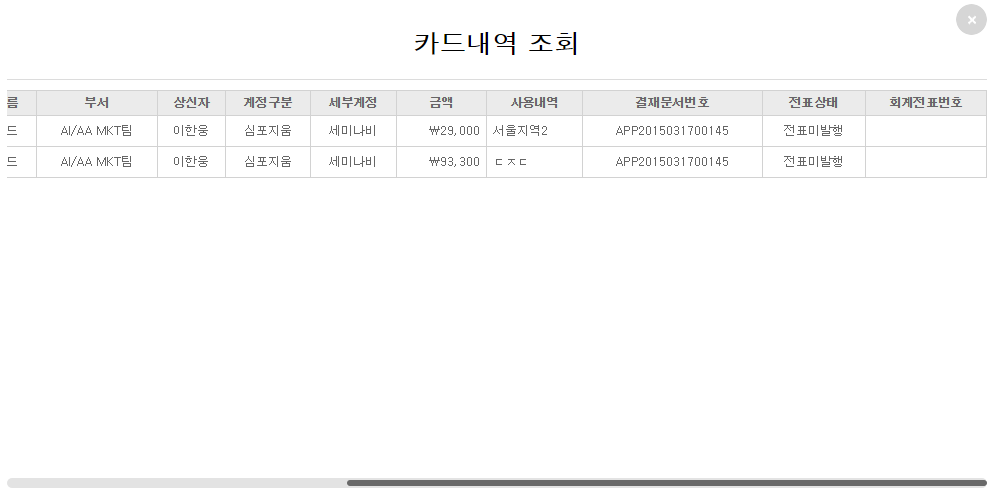 카드내역 조회
름 부서 상신자 계정구분 세부계정 금액 사용내역 결재문서번호 전표상태 회계전표번호
드 AI/AA MKT팀 이한웅 심포지움 세미나비 ₩29,000 서울지역2 APP2015031700145 전표미발행
드 AI/AA MKT팀 이한웅 심포지움 세미나비 ₩93,300 ㄷㅈㄷ APP2015031700145 전표미발행